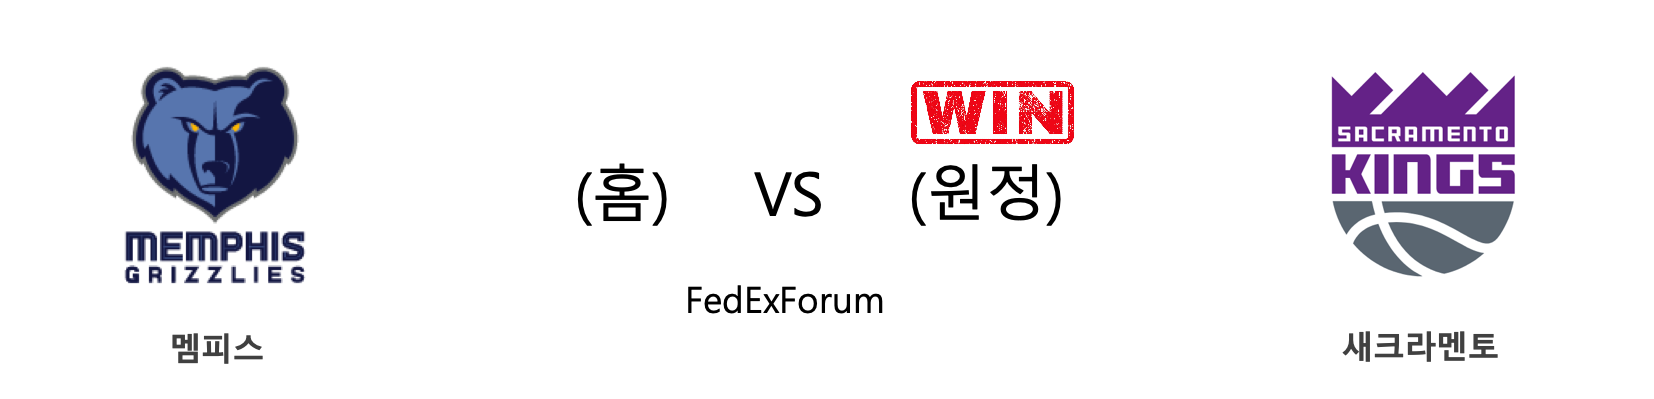 WIN
SACRAMENTO
KINGS
(홈) VS (원정)
MEMPHIS
GRIZZLIES
FedExForum
멤피스
새크라멘토